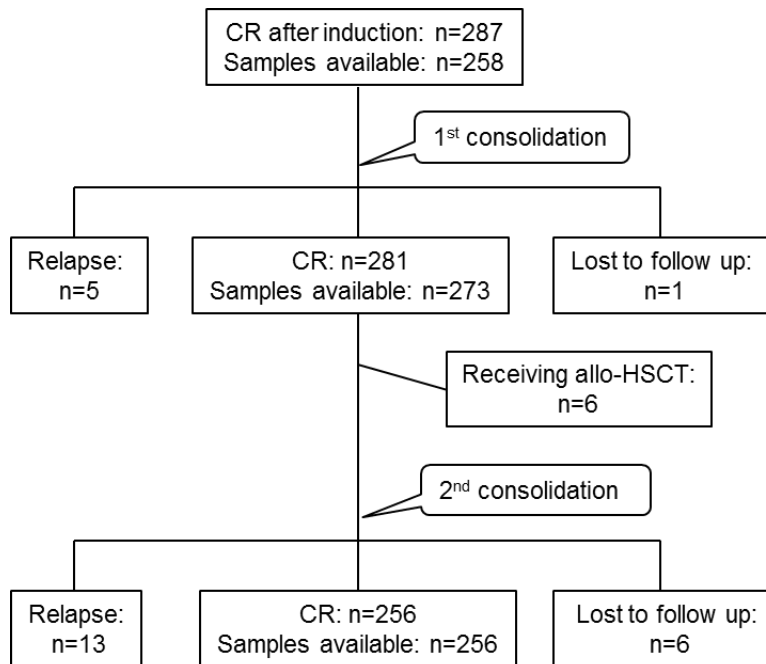 CR after induction: n=287
Samples available: n=258
1st consolidation
Relapse:
n=5
CR: n=281
Samples available: n=273
Lost to follow up:
n=1
Receiving allo-HSCT:
n=6
2nd consolidation
Relapse:
n=13
CR: n=256
Samples available: n=256
Lost to follow up:
n=6